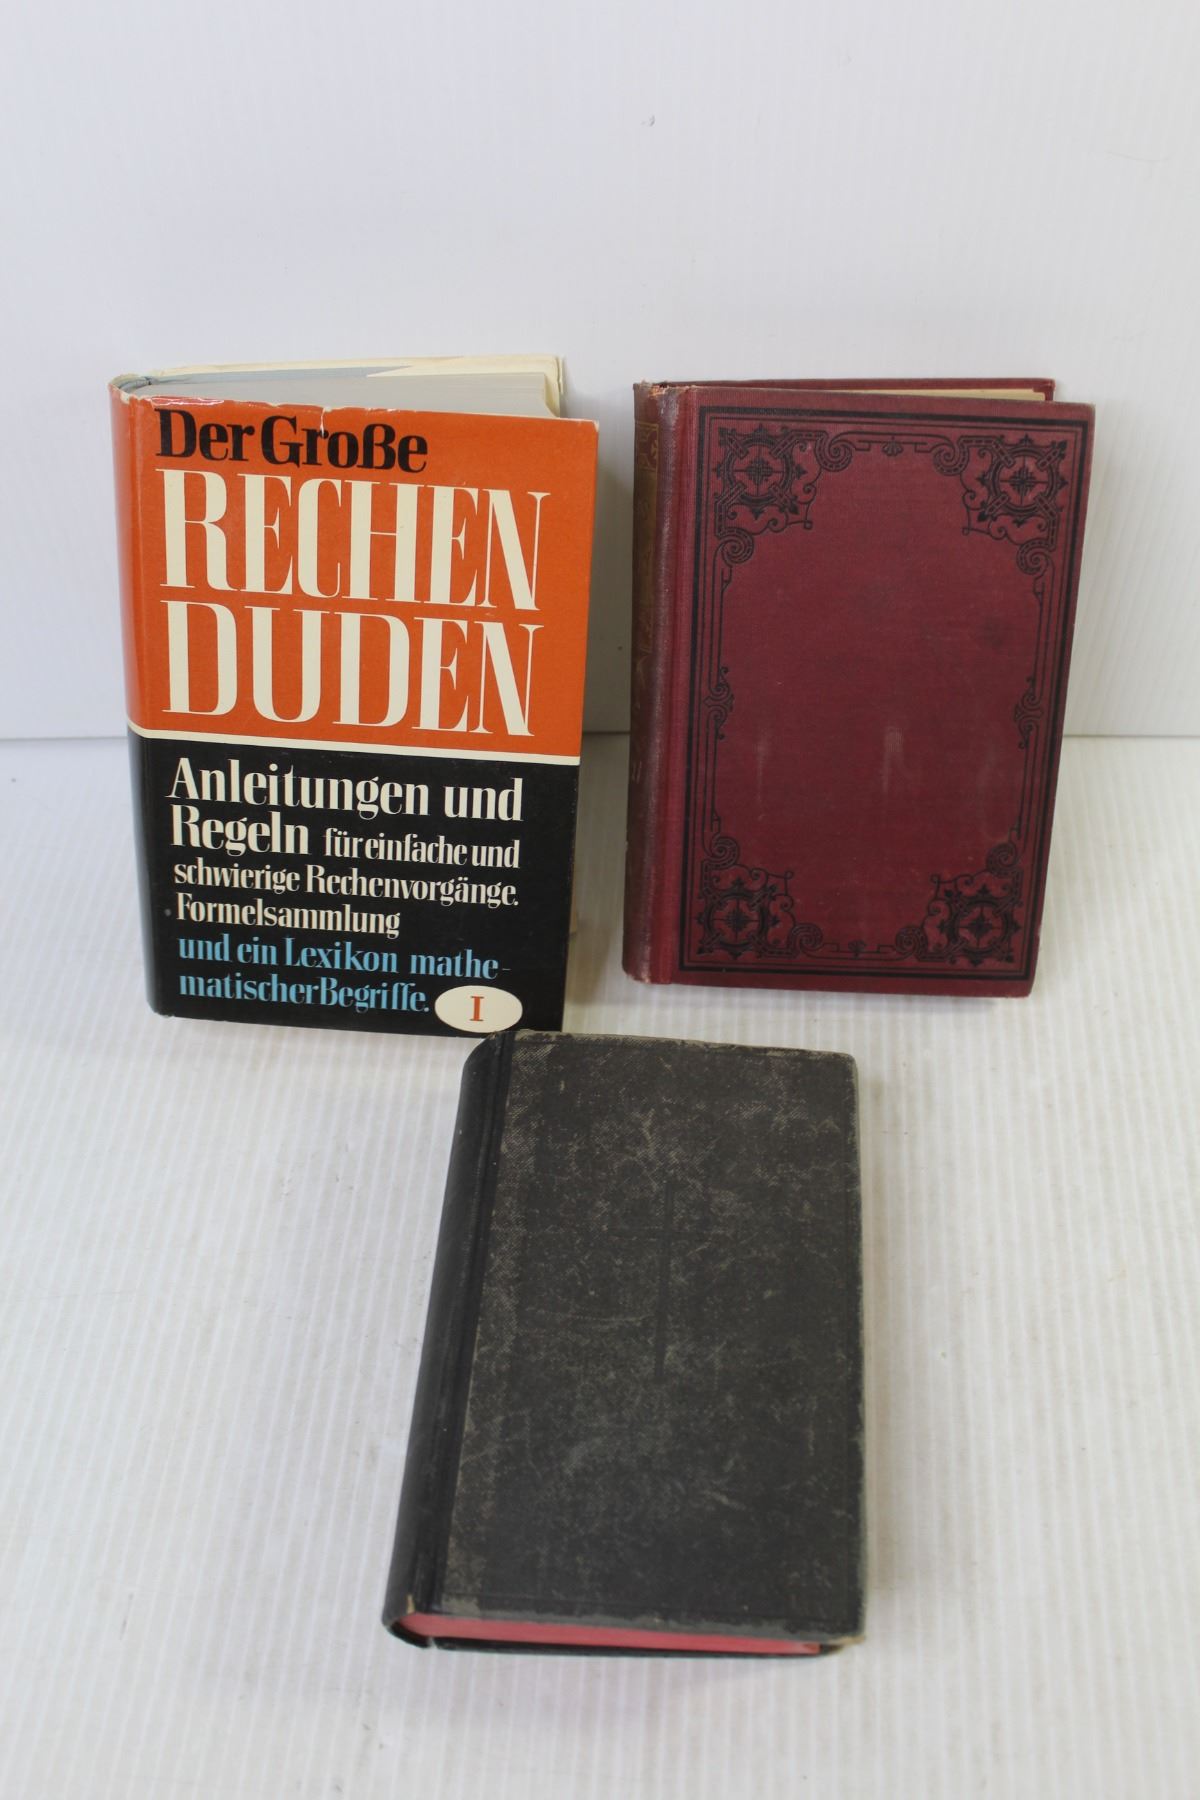 Der Große
RECHEN
DUDEN
Anleitungen und
Regeln für einfache und
schwierige Rechenvorgänge.
Formelsammlung
und ein Lexikon mathe-
matischer Begriffe.
I